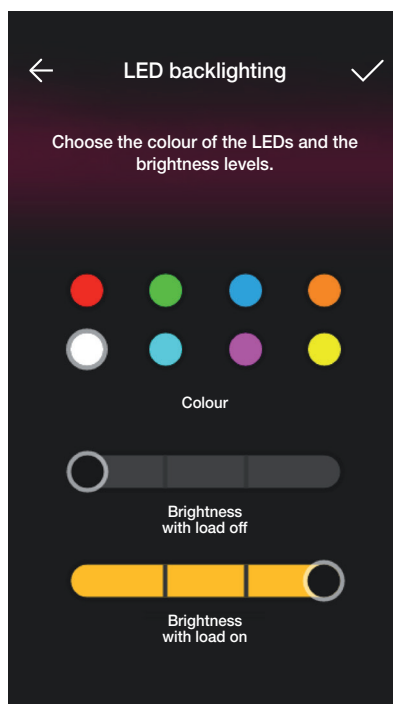 LED backlighting
Choose the colour of the LEDs and the
brightness levels.
Colour
Brightness
with load off
Brightness
with load on